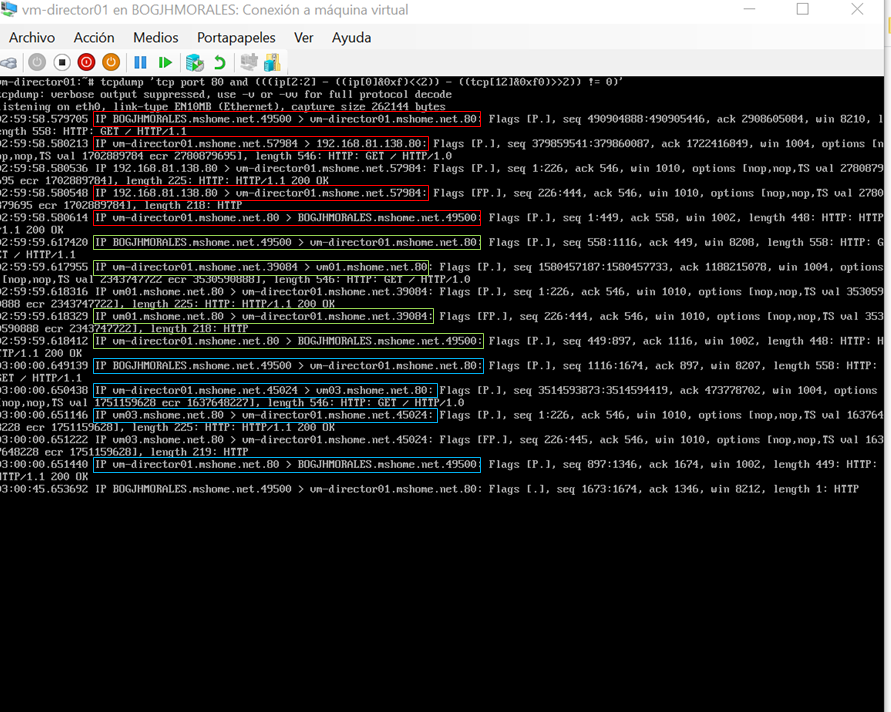 vm-director01 en BOGJHMORALES: Conexión a máquina virtual
Archivo Acción Medios Portapapeles Ver Ayuda
vm-director01:~# tcpdump 'tcp port 80 and (((ip[2:2] - ((ip[0]&0xf)<<2)) - ((tcp[12]&0xf0)>>2)) != 0)'
tcpdump: verbose output suppressed, use -v or -vv for full protocol decode
listening on eth0, link-type EN10MB (Ethernet), capture size 262144 bytes
02:59:58.579705 IP BOGJHMORALES.mshome.net.49500 > vm-director01.mshome.net.80: Flags [P.], seq 490904888:490905446, ack 2908605084, win 8210, l
ength 558: HTTP: GET / HTTP/1.1
02:59:58.580213 IP vm-director01.mshome.net.57984 > 192.168.81.138.80: Flags [P.], seq 379859541:379860087, ack 1722416849, win 1004, options [n
op,nop,TS val 1702889784 ecr 2780879695], length 546: HTTP: GET / HTTP/1.0
02:59:58.580536 IP 192.168.81.138.80 > vm-director01.mshome.net.57984: Flags [P.], seq 1:226, ack 546, win 1010, options [nop,nop,TS val 2780879
695 ecr 1702889784], length 225: HTTP: HTTP/1.1 200 OK
02:59:58.580548 IP 192.168.81.138.80 > vm-director01.mshome.net.57984: Flags [FP.], seq 226:444, ack 546, win 1010, options [nop,nop,TS val 2780
879695 ecr 1702889784], length 218: HTTP
02:59:58.580614 IP vm-director01.mshome.net.80 > BOGJHMORALES.mshome.net.49500: Flags [P.], seq 1:449, ack 558, win 1002, length 448: HTTP: HTTP
/1.1 200 OK
02:59:59.617420 IP BOGJHMORALES.mshome.net.49500 > vm-director01.mshome.net.80: Flags [P.], seq 558:1116, ack 449, win 8208, length 558: HTTP: G
ET / HTTP/1.1
02:59:59.617955 IP vm-director01.mshome.net.39084 > vm01.mshome.net.80: Flags [P.], seq 1580457187:1580457733, ack 1188215078, win 1004, options
[nop,nop,TS val 2343747722 ecr 3530590888], length 546: HTTP: GET / HTTP/1.0
02:59:59.618316 IP vm01.mshome.net.80 > vm-director01.mshome.net.39084: Flags [P.], seq 1:226, ack 546, win 1010, options [nop,nop,TS val 353059
0888 ecr 2343747722], length 225: HTTP: HTTP/1.1 200 OK
02:59:59.618329 IP vm01.mshome.net.80 > vm-director01.mshome.net.39084: Flags [FP.], seq 226:444, ack 546, win 1010, options [nop,nop,TS val 353
0590888 ecr 2343747722], length 218: HTTP
02:59:59.618412 IP vm-director01.mshome.net.80 > BOGJHMORALES.mshome.net.49500: Flags [P.], seq 449:897, ack 1116, win 1002, length 448: HTTP: H
TTP/1.1 200 OK
03:00:00.649139 IP BOGJHMORALES.mshome.net.49500 > vm-director01.mshome.net.80: Flags [P.], seq 1116:1674, ack 897, win 8207, length 558: HTTP:
GET / HTTP/1.1
03:00:00.650438 IP vm-director01.mshome.net.45024 > vm03.mshome.net.80: Flags [P.], seq 3514593873:3514594419, ack 473778702, win 1004, options
[nop,nop,TS val 1751159628 ecr 1637648227], length 546: HTTP: GET / HTTP/1.0
03:00:00.651146 IP vm03.mshome.net.80 > vm-director01.mshome.net.45024: Flags [P.], seq 1:226, ack 546, win 1010, options [nop,nop,TS val 163764
8228 ecr 1751159628], length 225: HTTP: HTTP/1.1 200 OK
03:00:00.651222 IP vm03.mshome.net.80 > vm-director01.mshome.net.45024: Flags [FP.], seq 226:445, ack 546, win 1010, options [nop,nop,TS val 163
7648228 ecr 1751159628], length 219: HTTP
03:00:00.651440 IP vm-director01.mshome.net.80 > BOGJHMORALES.mshome.net.49500: Flags [P.], seq 897:1346, ack 1674, win 1002, length 449: HTTP:
HTTP/1.1 200 OK
03:00:45.653692 IP BOGJHMORALES.mshome.net.49500 > vm-director01.mshome.net.80: Flags [.], seq 1673:1674, ack 1346, win 8212, length 1: HTTP